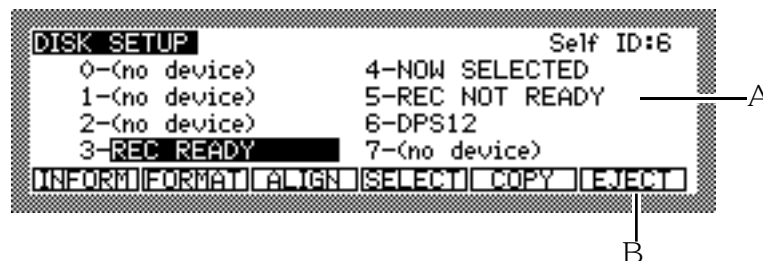 DISK SETUP Self ID:6
0-(no device) 4-NOW SELECTED
1-(no device) 5-REC NOT READY
2-(no device) 6-DPS12
3-REC READY 7-(no device)
INFORM FORMAT ALIGN SELECT COPY EJECT
A
B